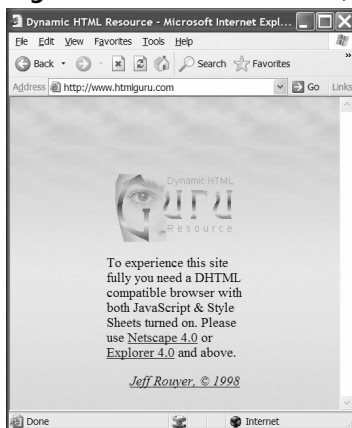 Dynamic HTML Resource - Microsoft Internet Expl...
File Edit View Favorites Tools Help
Back Search Favorites
Address http://www.htmlguru.com Go Links
Dynamic HTML
Guru
Resource
To experience this site
fully you need a DHTML
compatible browser with
both JavaScript & Style
Sheets turned on. Please
use Netscape 4.0 or
Explorer 4.0 and above.
Jeff Rouyer, © 1998
Done Internet